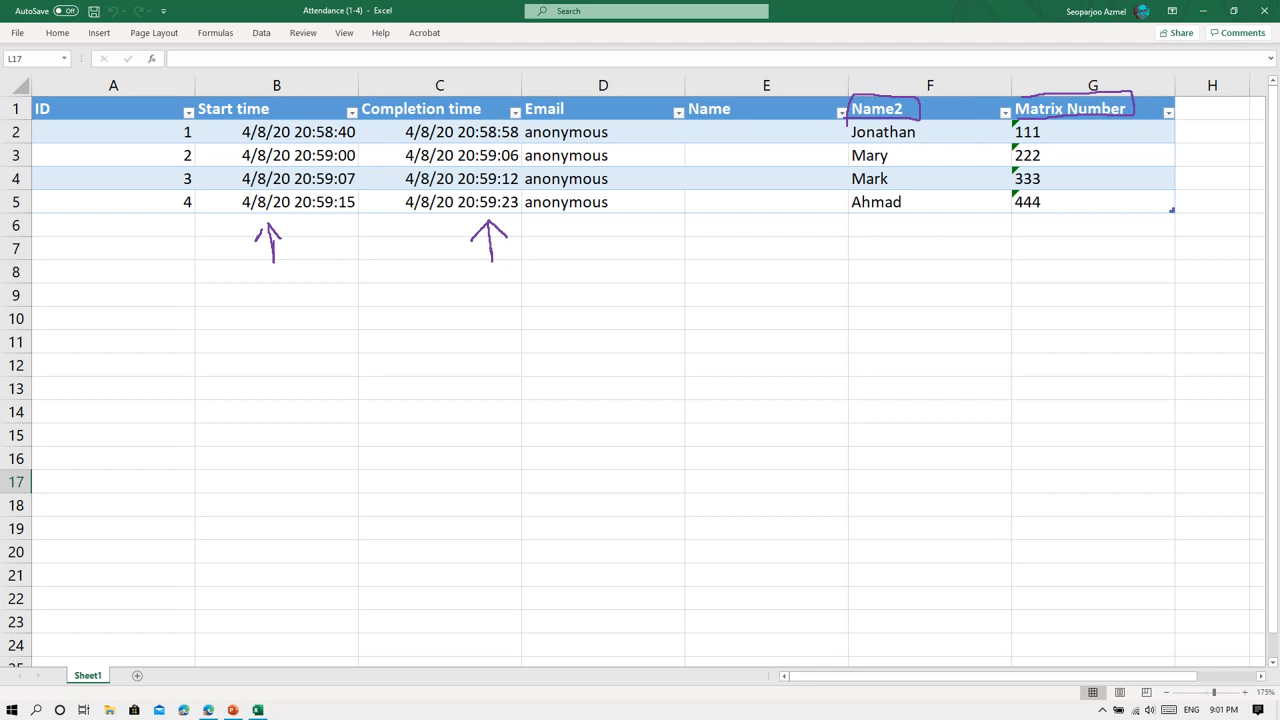 AutoSave Off Attendance (1-4) - Excel Search Seoparjoo Azmel
File Home Insert Page Layout Formulas Data Review View Help Acrobat Share Comments
L17 fx
A B C D E F G H
1 ID Start time Completion time Email Name Name2 Matrix Number
2 1 4/8/20 20:58:40 4/8/20 20:58:58 anonymous Jonathan 111
3 2 4/8/20 20:59:00 4/8/20 20:59:06 anonymous Mary 222
4 3 4/8/20 20:59:07 4/8/20 20:59:12 anonymous Mark 333
5 4 4/8/20 20:59:15 4/8/20 20:59:23 anonymous Ahmad 444
6
7
8
9
10
11
12
13
14
15
16
17
18
19
20
21
22
23
24
25
Sheet1
175%
ENG 9:01 PM